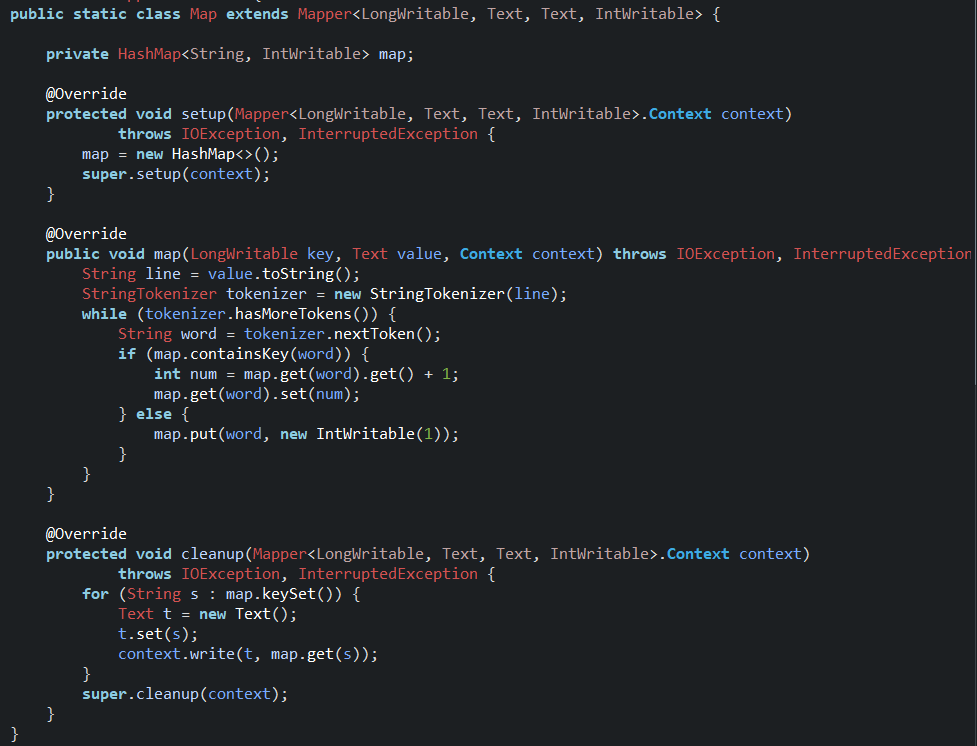 public static class Map extends Mapper<LongWritable, Text, Text, IntWritable> {
private HashMap<String, IntWritable> map;
@Override
protected void setup(Mapper<LongWritable, Text, Text, IntWritable>.Context context)
throws IOException, InterruptedException {
map = new HashMap<>();
super.setup(context);
}
@Override
public void map(LongWritable key, Text value, Context context) throws IOException, InterruptedException
String line = value.toString();
StringTokenizer tokenizer = new StringTokenizer(line);
while (tokenizer.hasMoreTokens()) {
String word = tokenizer.nextToken();
if (map.containsKey(word)) {
int num = map.get(word).get() + 1;
map.get(word).set(num);
} else {
map.put(word, new IntWritable(1));
}
}
}
@Override
protected void cleanup(Mapper<LongWritable, Text, Text, IntWritable>.Context context)
throws IOException, InterruptedException {
for (String s : map.keySet()) {
Text t = new Text();
t.set(s);
context.write(t, map.get(s));
}
super.cleanup(context);
}
}